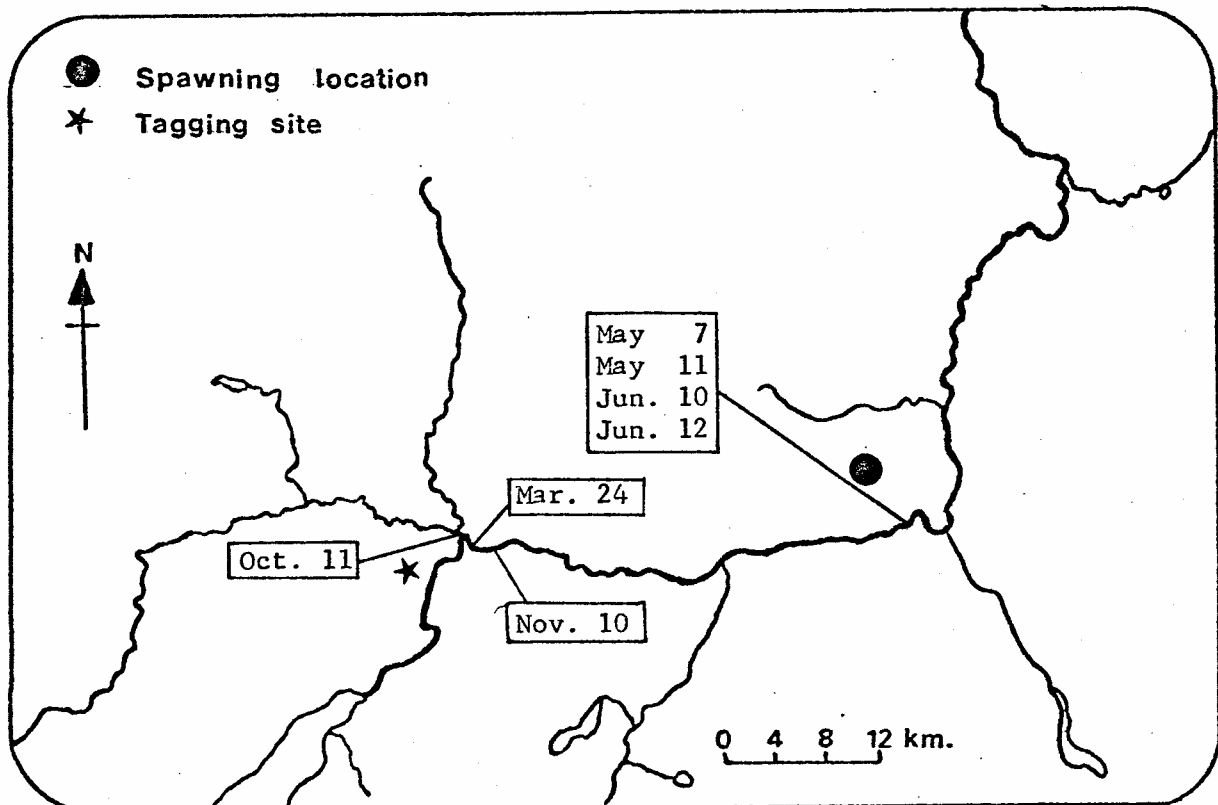 Spawning location
Tagging site
N
May 7
May 11
Jun. 10
Jun. 12
Mar. 24
Oct. 11
Nov. 10
0 4 8 12 km.